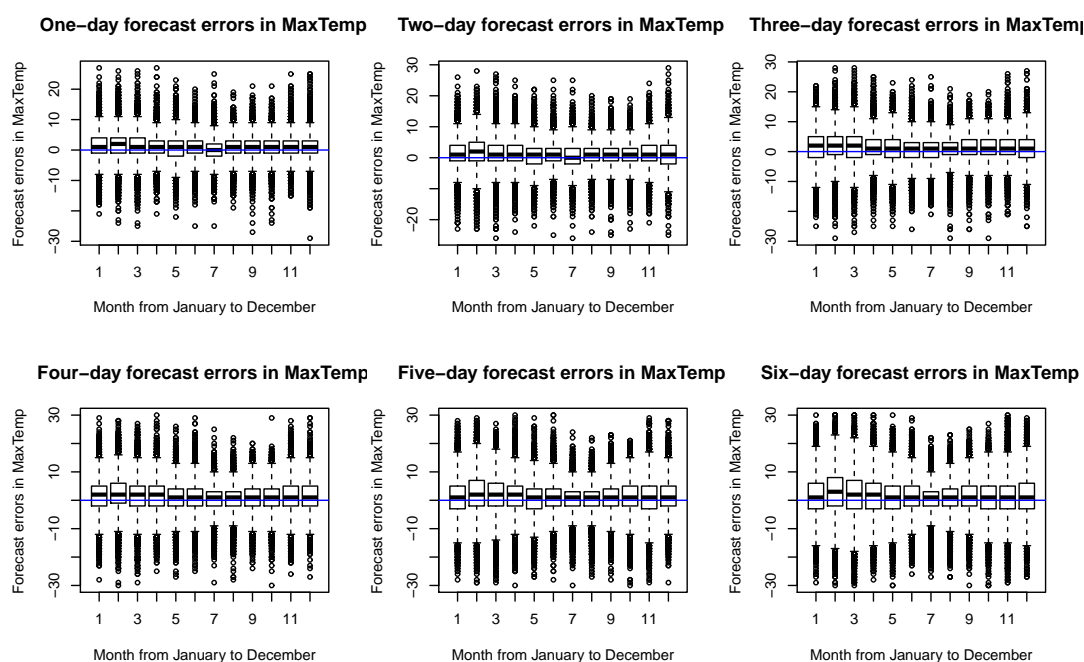 One−day forecast errors in MaxTemp
Forecast errors in MaxTemp
−30 −10 0 10 20
1 3 5 7 9 11
Month from January to December
Two−day forecast errors in MaxTemp
Forecast errors in MaxTemp
−20 0 10 20 30
1 3 5 7 9 11
Month from January to December
Three−day forecast errors in MaxTemp
Forecast errors in MaxTemp
−30 −10 0 10 20 30
1 3 5 7 9 11
Month from January to December
Four−day forecast errors in MaxTemp
Forecast errors in MaxTemp
−30 −10 10 30
1 3 5 7 9 11
Month from January to December
Five−day forecast errors in MaxTemp
Forecast errors in MaxTemp
−30 −10 10 30
1 3 5 7 9 11
Month from January to December
Six−day forecast errors in MaxTemp
Forecast errors in MaxTemp
−30 −10 10 30
1 3 5 7 9 11
Month from January to December